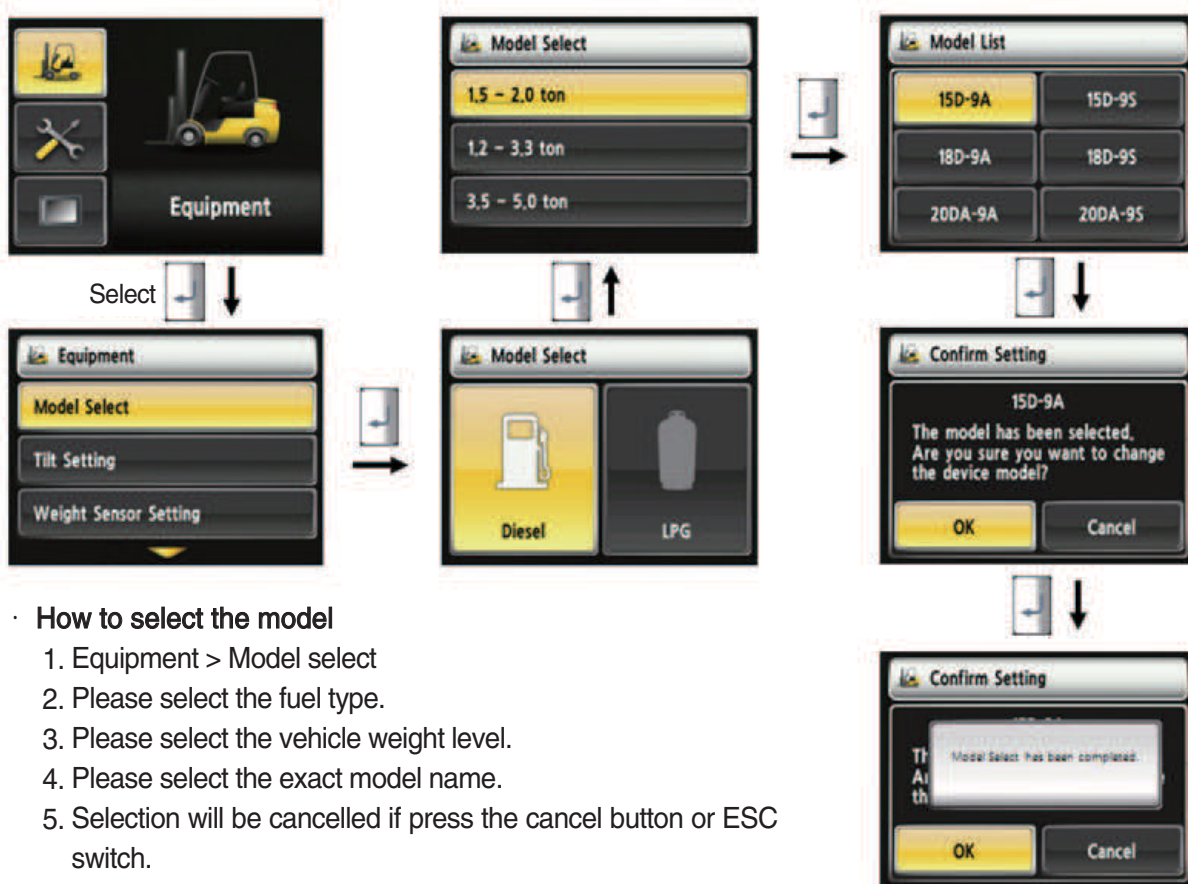 Equipment
Select
Equipment
Model Select
Tilt Setting
Weight Sensor Setting
Model Select
Diesel
LPG
Model Select
1.5 - 2.0 ton
1.2 - 3.3 ton
3.5 - 5.0 ton
Model List
15D-9A
15D-9S
18D-9A
18D-9S
20DA-9A
20DA-9S
Confirm Setting
15D-9A
The model has been selected.
Are you sure you want to change
the device model?
OK
Cancel
Confirm Setting
Model Select has been completed.
OK
Cancel
· How to select the model
1. Equipment > Model select
2. Please select the fuel type.
3. Please select the vehicle weight level.
4. Please select the exact model name.
5. Selection will be cancelled if press the cancel button or ESC
switch.